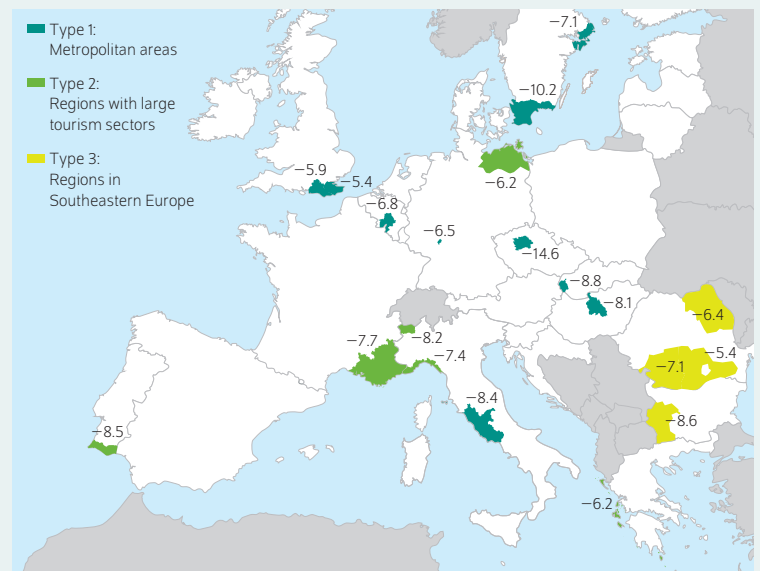 Type 1:
Metropolitan areas
Type 2:
Regions with large
tourism sectors
Type 3:
Regions in
Southeastern Europe
−7.1
−10.2
−5.9
−5.4
−6.2
−6.8
−6.5
−14.6
−8.8
−8.1
−6.4
−7.7
−8.2
−7.4
−5.4
−7.1
−8.4
−8.6
−8.5
−6.2